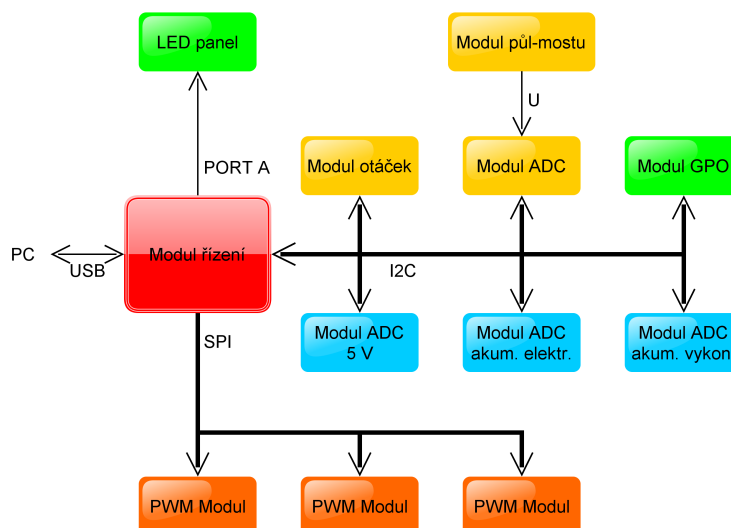 LED panel
Modul půl-mostu
U
PORT A
Modul otáček
Modul ADC
Modul GPO
PC
USB
Modul řízení
I2C
SPI
Modul ADC
5 V
Modul ADC
akum. elektr.
Modul ADC
akum. vykon
PWM Modul
PWM Modul
PWM Modul